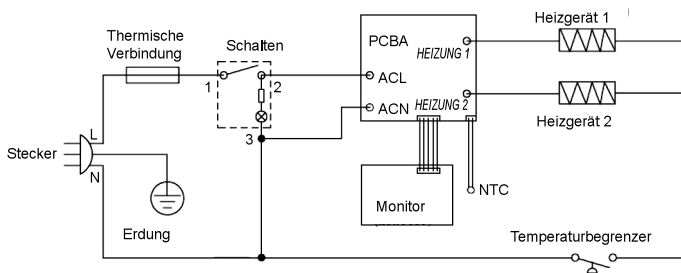 Heizgerät 1
Thermische
Verbindung
Schalten
PCBA
HEIZUNG 1
1
2
ACL
HEIZUNG 2
ACN
Heizgerät 2
L
3
Stecker
N
NTC
Monitor
Erdung
Temperaturbegrenzer